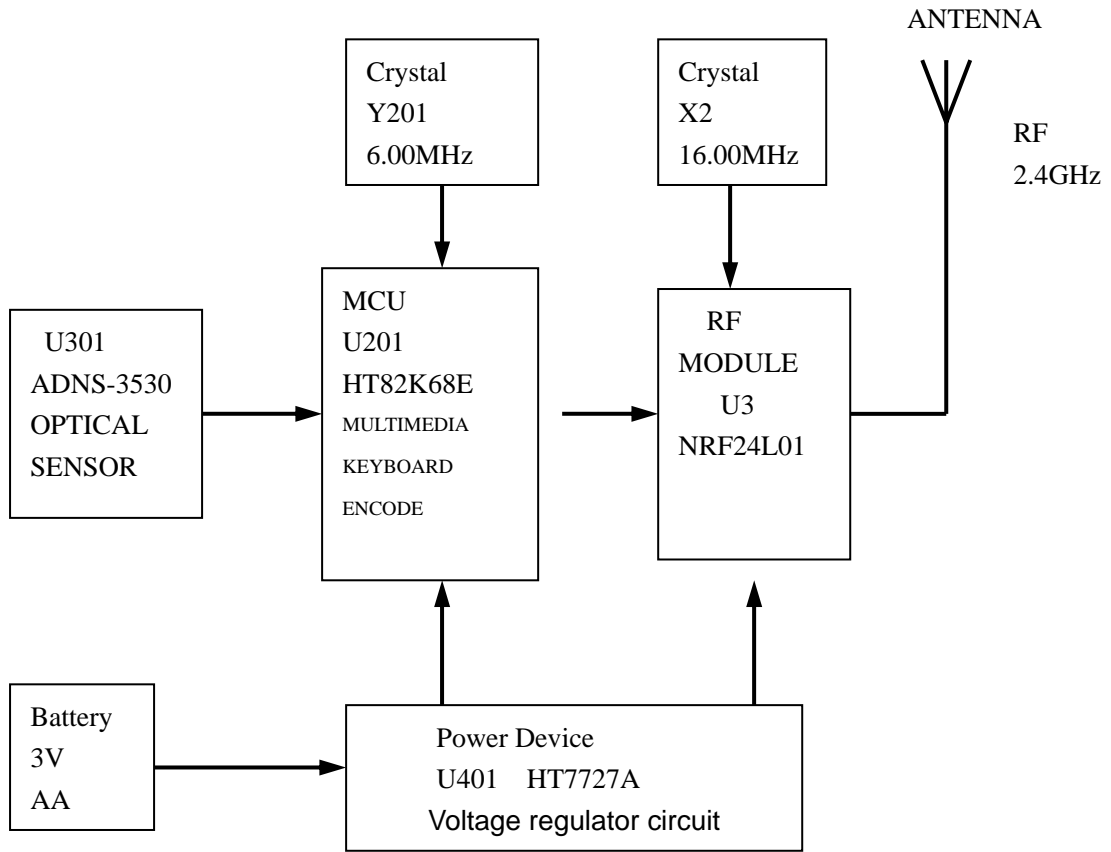 ANTENNA
RF
2.4GHz
Crystal
Y201
6.00MHz
Crystal
X2
16.00MHz
U301
ADNS-3530
OPTICAL
SENSOR
MCU
U201
HT82K68E
MULTIMEDIA
KEYBOARD
ENCODE
RF
MODULE
U3
NRF24L01
Battery
3V
AA
Power Device
U401 HT7727A
Voltage regulator circuit